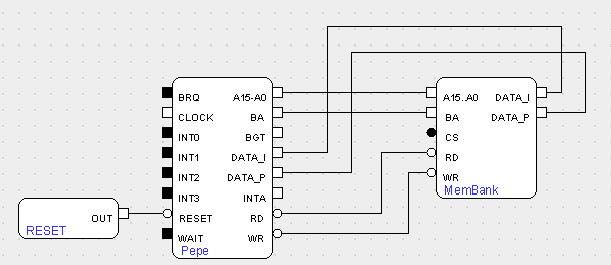 BRQ A15-A0
CLOCK BA
INT0 BGT
INT1 DATA_I
INT2 DATA_P
INT3 INTA
RESET RD
WAIT WR
Pepe
A15..A0 DATA_I
BA DATA_P
CS
RD
WR
MemBank
OUT
RESET